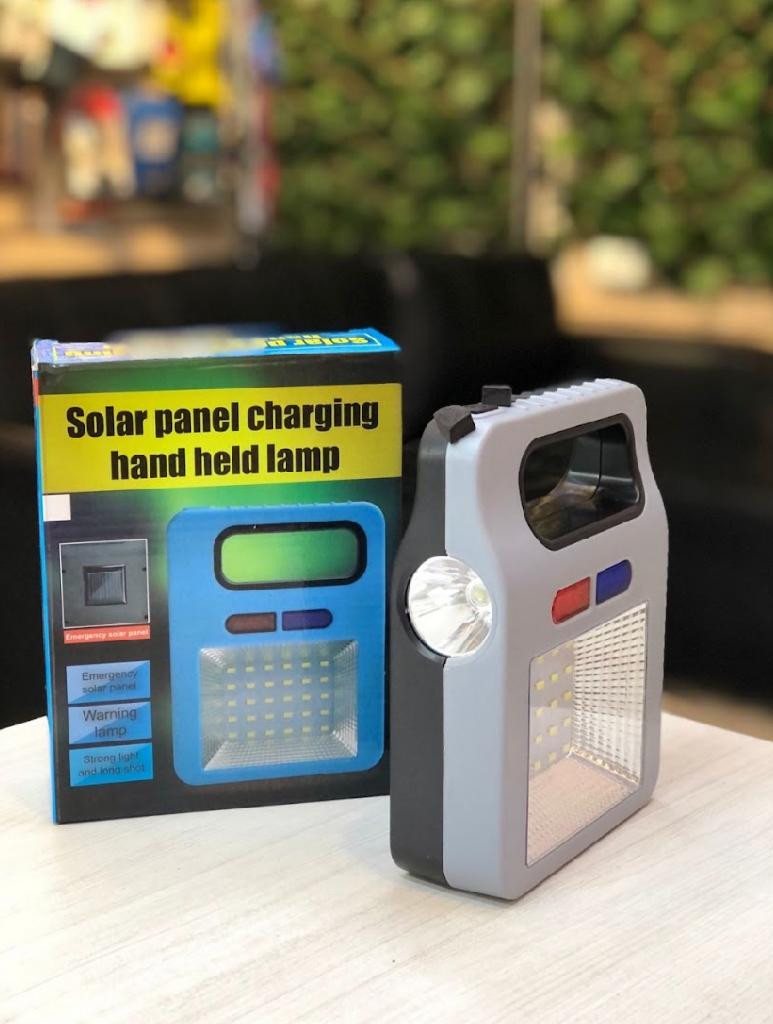 Solar p
Solar panel charging
hand held lamp
Emergency solar panel
Emergency
solar panel
Warning
lamp
Strong light
and long shot